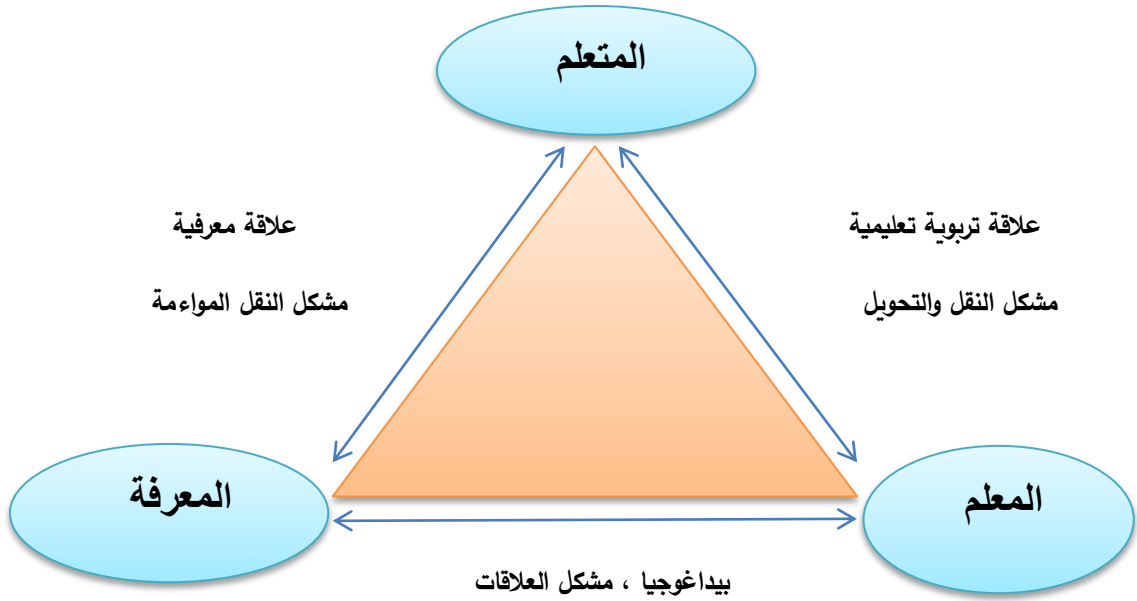 المتعلم
علاقة تربوية تعليمية
علاقة معرفية
مشكل النقل والتحويل
مشكل النقل المواءمة
المعلم
المعرفة
بيداغوجيا ، مشكل العلاقات